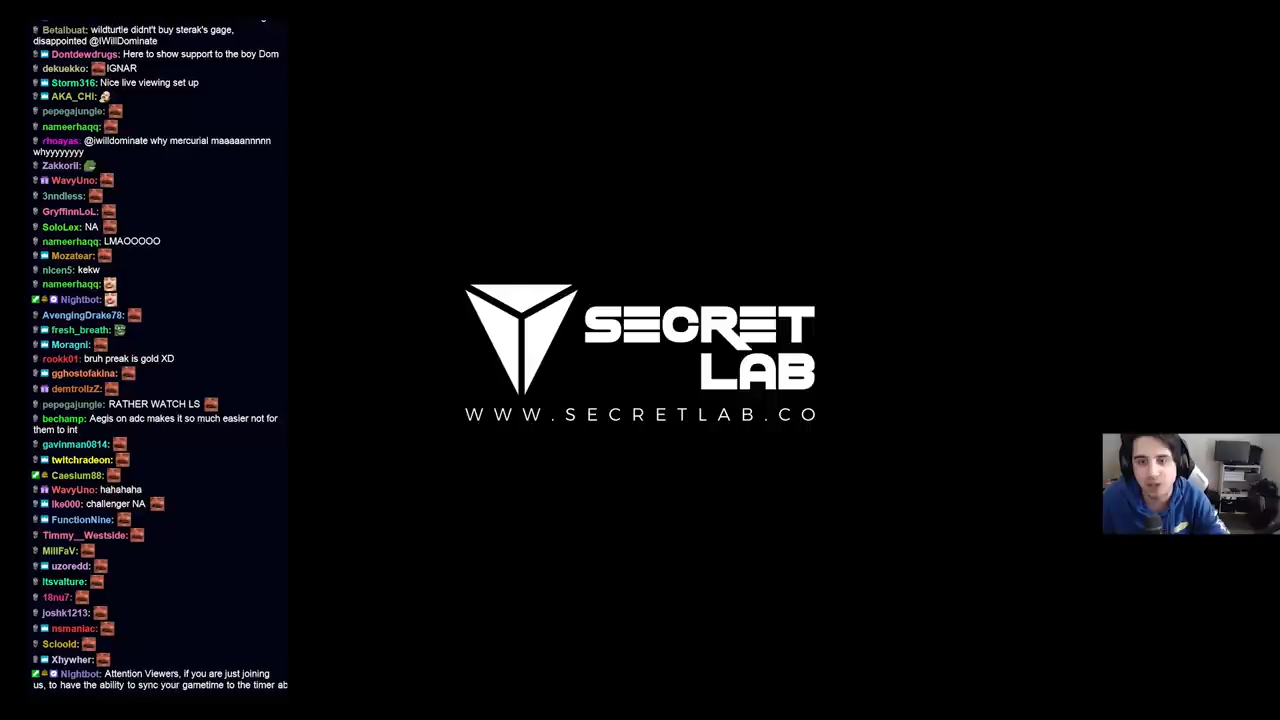 Betalbuat: wildturtle didn't buy sterak's gage,
disappointed @IWillDominate
Dontdewdrugs: Here to show support to the boy Dom
dekuekko: IGNAR
Storm316: Nice live viewing set up
AKA_CHI:
pepegajungle:
nameerhaqq:
rhoayas: @iwilldominate why mercurial maaaaannnnn
whyyyyyyyy
Zakkoril:
WavyUno:
3nndless:
GryffinnLoL:
SoloLex: NA
nameerhaqq: LMAOOOOO
Mozatear:
nicen5: kekw
nameerhaqq:
Nightbot:
AvengingDrake78:
fresh_breath:
Moragni:
rookk01: bruh preak is gold XD
gghostofakina:
demtrollzZ:
pepegajungle: RATHER WATCH LS
bechamp: Aegis on adc makes it so much easier not for
them to int
gavinman0814:
twitchradeon:
Caesium88:
WavyUno: hahahaha
Ike000: challenger NA
FunctionNine:
Timmy__Westside:
MillFaV:
uzoredd:
Itsvalture:
18nu7:
joshk1213:
nsmaniac:
Scioold:
Xhywher:
Nightbot: Attention Viewers, if you are just joining
us, to have the ability to sync your gametime to the timer ab
SECRET
LAB
WWW.SECRETLAB.CO